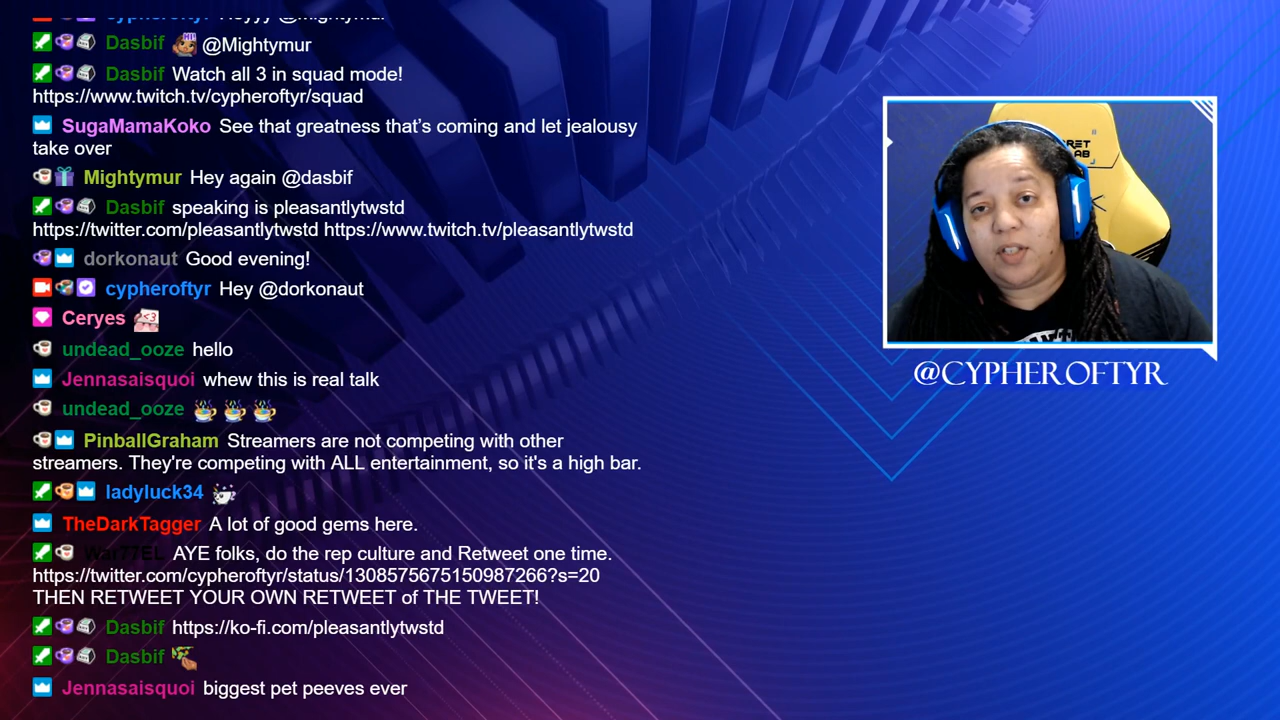 cypheroftyr Heyyy @Mightymur
Dasbif @Mightymur
Dasbif Watch all 3 in squad mode!
https://www.twitch.tv/cypheroftyr/squad
SugaMamaKoko See that greatness that's coming and let jealousy
take over
Mightymur Hey again @dasbif
Dasbif speaking is pleasantlytwstd
https://twitter.com/pleasantlytwstd https://www.twitch.tv/pleasantlytwstd
dorkonaut Good evening!
cypheroftyr Hey @dorkonaut
Ceryes
undead_ooze hello
Jennasaisquoi whew this is real talk
undead_ooze
PinballGraham Streamers are not competing with other
streamers. They're competing with ALL entertainment, so it's a high bar.
ladyluck34
TheDarkTagger A lot of good gems here.
War77EL AYE folks, do the rep culture and Retweet one time.
https://twitter.com/cypheroftyr/status/1308575675150987266?s=20
THEN RETWEET YOUR OWN RETWEET of THE TWEET!
Dasbif https://ko-fi.com/pleasantlytwstd
Dasbif
Jennasaisquoi biggest pet peeves ever
@CYPHEROFTYR